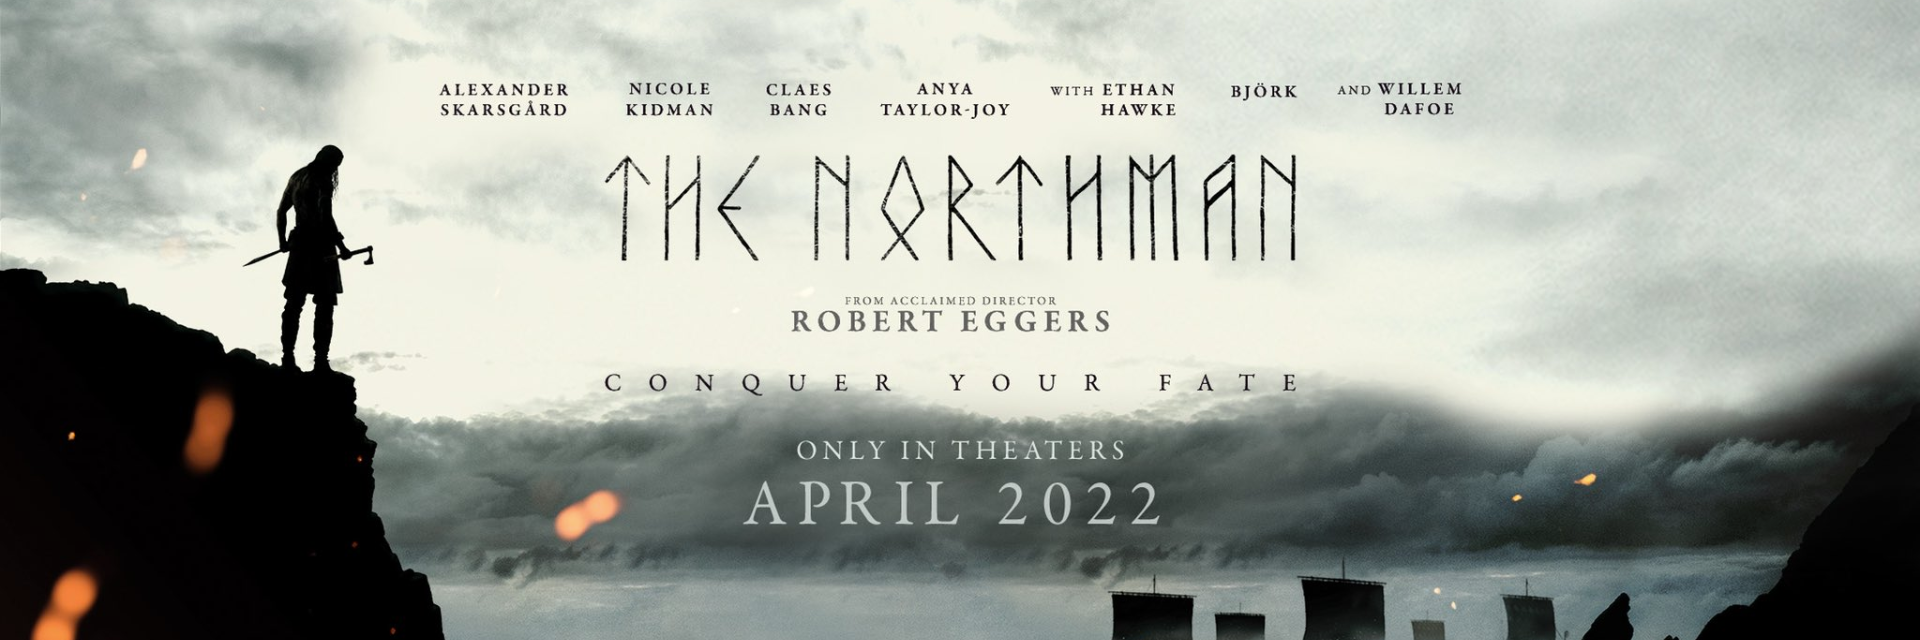 ALEXANDER SKARSGÅRD NICOLE KIDMAN CLAES BANG ANYA TAYLOR-JOY WITH ETHAN HAWKE BJÖRK AND WILLEM DAFOE
THE NORTHMAN
FROM ACCLAIMED DIRECTOR
ROBERT EGGERS
CONQUER YOUR FATE
ONLY IN THEATERS
APRIL 2022